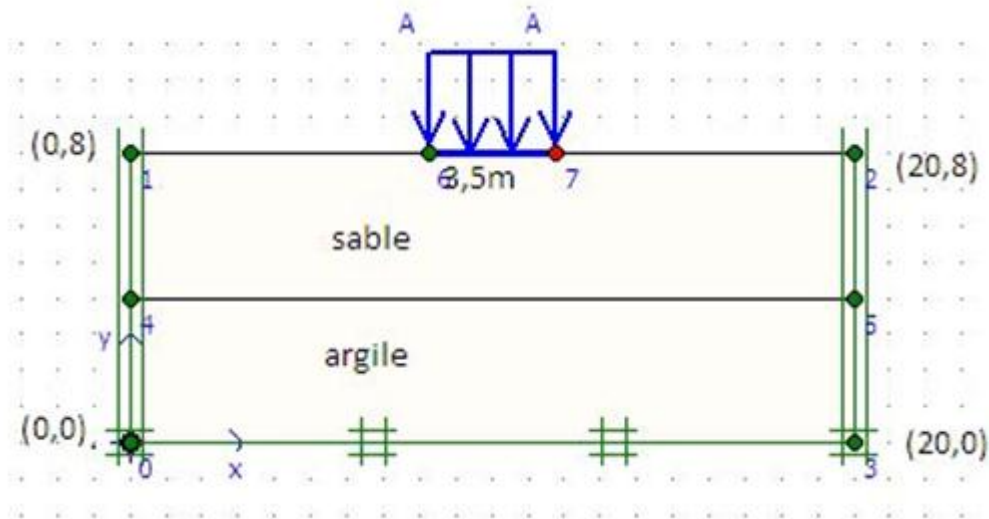 A A
(0,8)
1 6 3,5m 7 2 (20,8)
sable
4 5
y
argile
(0,0)
0 x 3 (20,0)